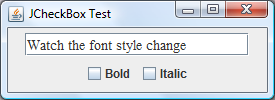 JCheckBox Test
Watch the font style change
Bold Italic